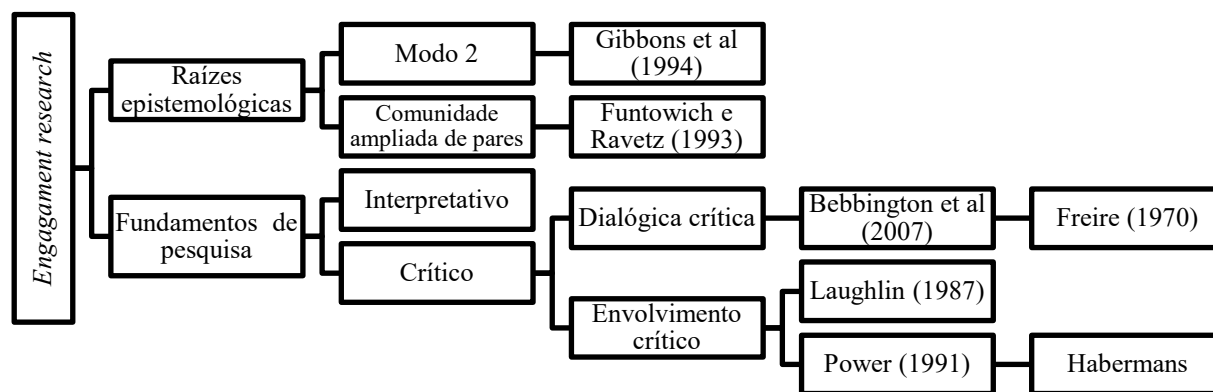 Engagament research
Raízes
epistemológicas
Modo 2
Gibbons et al
(1994)
Comunidade
ampliada de pares
Funtowich e
Ravetz (1993)
Fundamentos de
pesquisa
Interpretativo
Crítico
Dialógica crítica
Bebbington et al
(2007)
Freire (1970)
Envolvimento
crítico
Laughlin (1987)
Power (1991)
Habermans